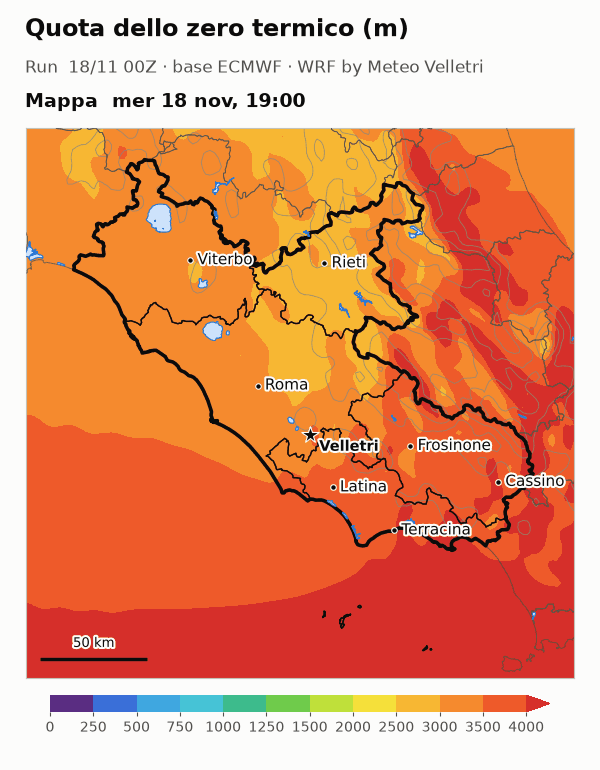 Quota dello zero termico (m)
Run  18/11 00Z · base ECMWF · WRF by Meteo Velletri
Mappa  mer 18 nov, 19:00
Viterbo
Rieti
Roma
Velletri
Frosinone
Cassino
Latina
Terracina
50 km
0 250 500 750 1000 1250 1500 2000 2500 3000 3500 4000